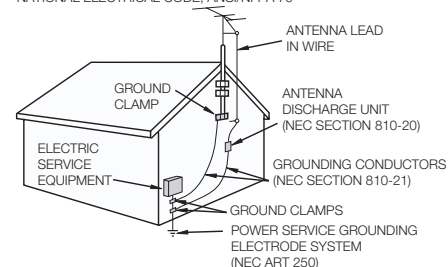 ANTENNA LEAD
IN WIRE
GROUND
CLAMP
ANTENNA
DISCHARGE UNIT
(NEC SECTION 810-20)
ELECTRIC
SERVICE
EQUIPMENT
GROUNDING CONDUCTORS
(NEC SECTION 810-21)
GROUND CLAMPS
POWER SERVICE GROUNDING
ELECTRODE SYSTEM
(NEC ART 250)